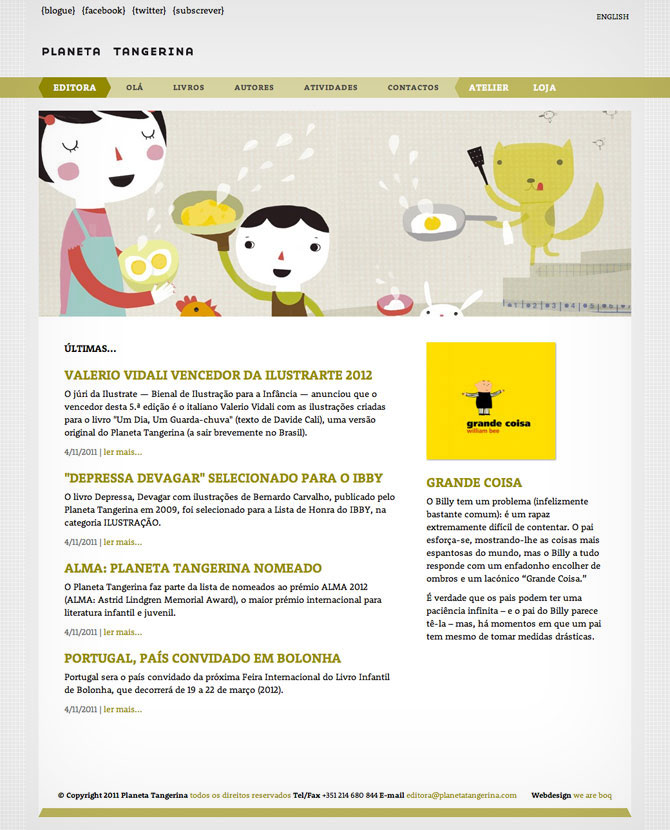 {blogue} {facebook} {twitter} {subscrever}
ENGLISH
PLANETA TANGERINA
EDITORA OLÁ LIVROS AUTORES ATIVIDADES CONTACTOS ATELIER LOJA
ÚLTIMAS...
VALERIO VIDALI VENCEDOR DA ILUSTRARTE 2012
O júri da Ilustrate — Bienal de Ilustração para a Infância — anunciou que o
vencedor desta 5.ª edição é o italiano Valerio Vidali com as ilustrações criadas
para o livro "Um Dia, Um Guarda-chuva" (texto de Davide Cali), uma versão
original do Planeta Tangerina (a sair brevemente no Brasil).
4/11/2011 | ler mais...
"DEPRESSA DEVAGAR" SELECIONADO PARA O IBBY
O livro Depressa, Devagar com ilustrações de Bernardo Carvalho, publicado pelo
Planeta Tangerina em 2009, foi selecionado para a Lista de Honra do IBBY, na
categoria ILUSTRAÇÃO.
4/11/2011 | ler mais...
ALMA: PLANETA TANGERINA NOMEADO
O Planeta Tangerina faz parte da lista de nomeados ao prémio ALMA 2012
(ALMA: Astrid Lindgren Memorial Award), o maior prémio internacional para
literatura infantil e juvenil.
4/11/2011 | ler mais...
PORTUGAL, PAÍS CONVIDADO EM BOLONHA
Portugal sera o país convidado da próxima Feira Internacional do Livro Infantil
de Bolonha, que decorrerá de 19 a 22 de março (2012).
4/11/2011 | ler mais...
grande coisa
william bee
GRANDE COISA
O Billy tem um problema (infelizmente
bastante comum): é um rapaz
extremamente difícil de contentar. O pai
esforça-se, mostrando-lhe as coisas mais
espantosas do mundo, mas o Billy a tudo
responde com um enfadonho encolher de
ombros e um lacónico “Grande Coisa.”
É verdade que os pais podem ter uma
paciência infinita – e o pai do Billy parece
tê-la – mas, há momentos em que um pai
tem mesmo de tomar medidas drásticas.
© Copyright 2011 Planeta Tangerina todos os direitos reservados Tel/Fax +351 214 680 844 E-mail editora@planetatangerina.com Webdesign we are boq